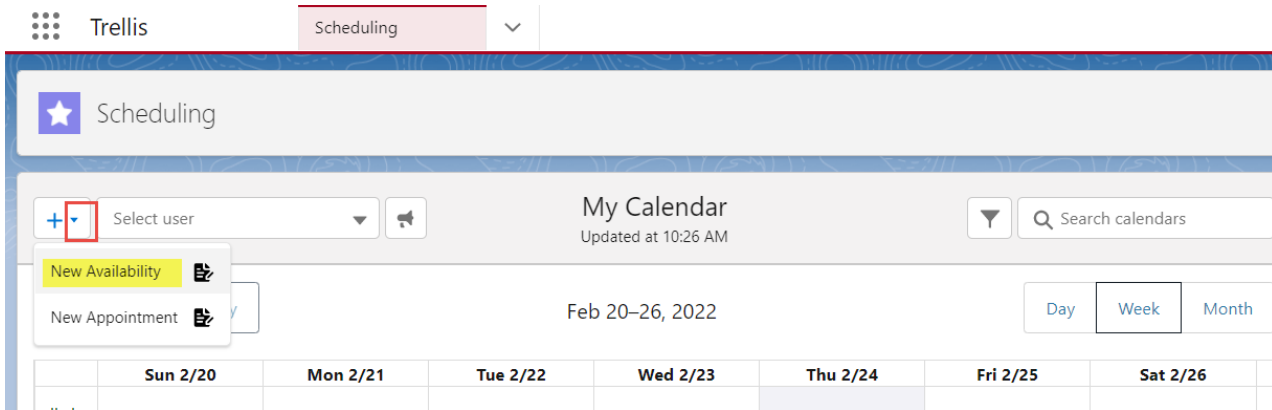 Trellis Scheduling
Scheduling
Select user
My Calendar
Updated at 10:26 AM
Search calendars
New Availability
New Appointment
Feb 20–26, 2022
Day Week Month
Sun 2/20 Mon 2/21 Tue 2/22 Wed 2/23 Thu 2/24 Fri 2/25 Sat 2/26